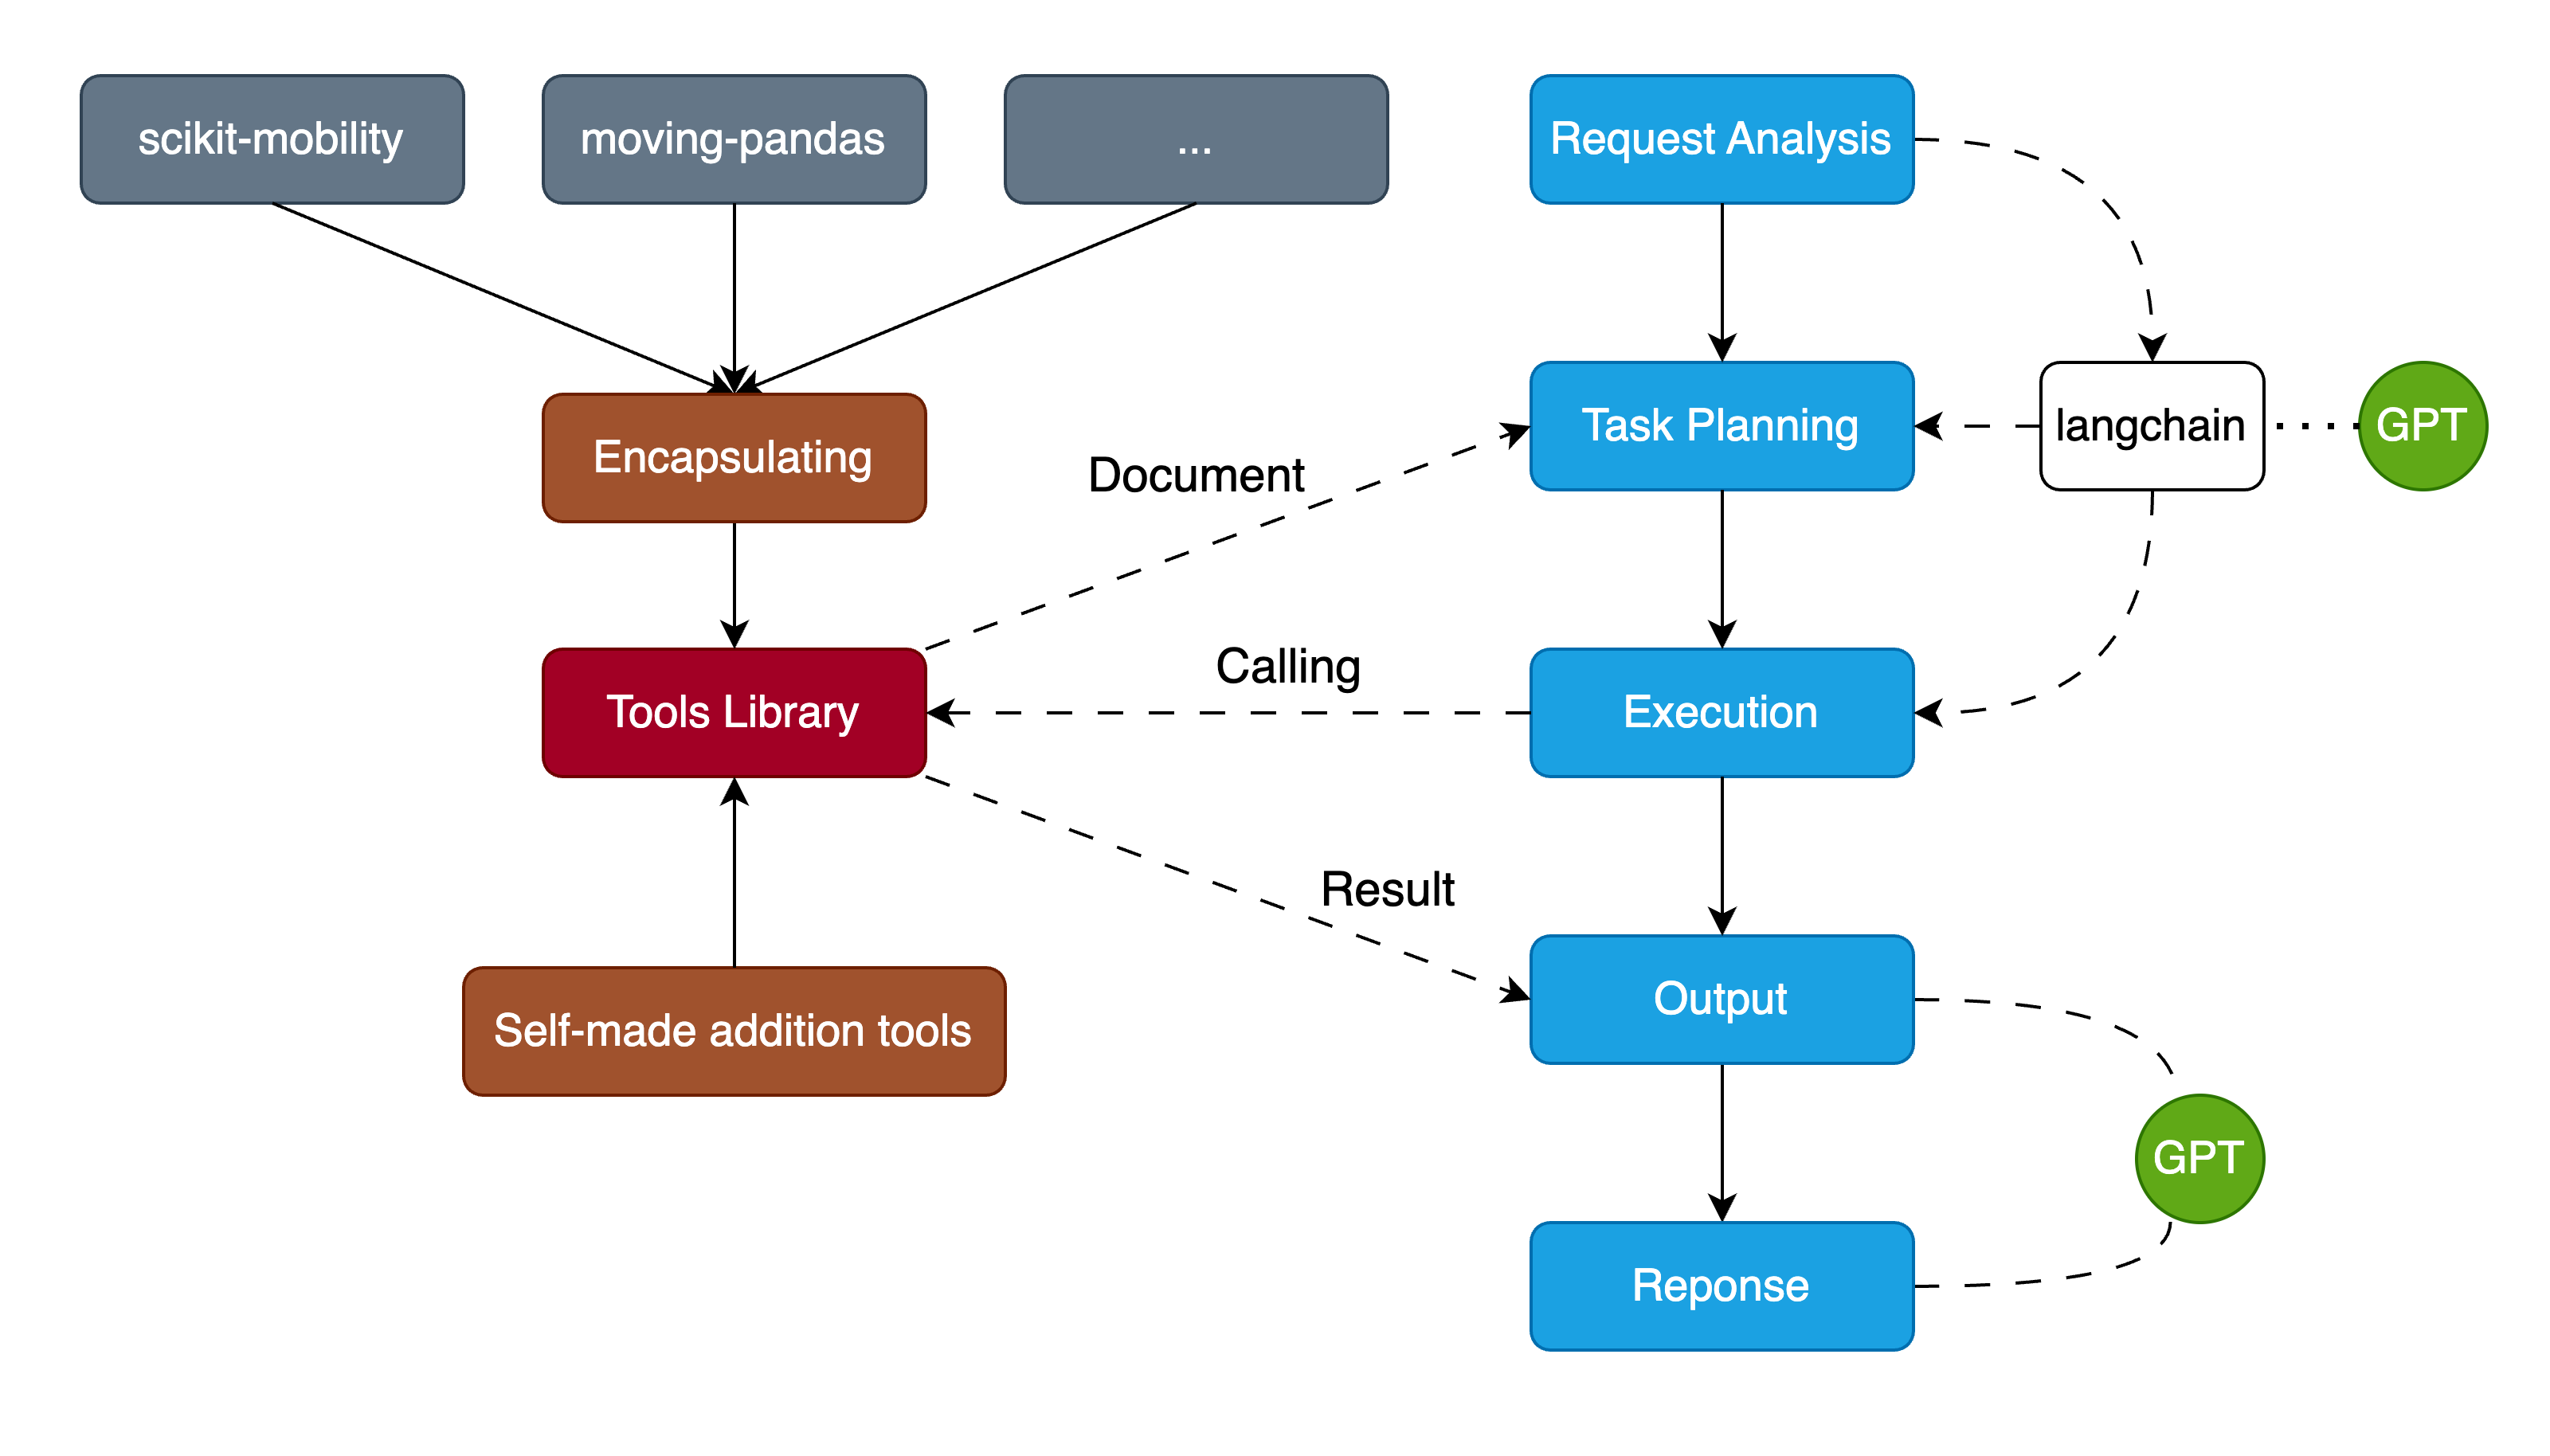 scikit-mobility
moving-pandas
...
Request Analysis
Encapsulating
Document
Task Planning
langchain
GPT
Tools Library
Calling
Execution
Result
Self-made addition tools
Output
GPT
Reponse